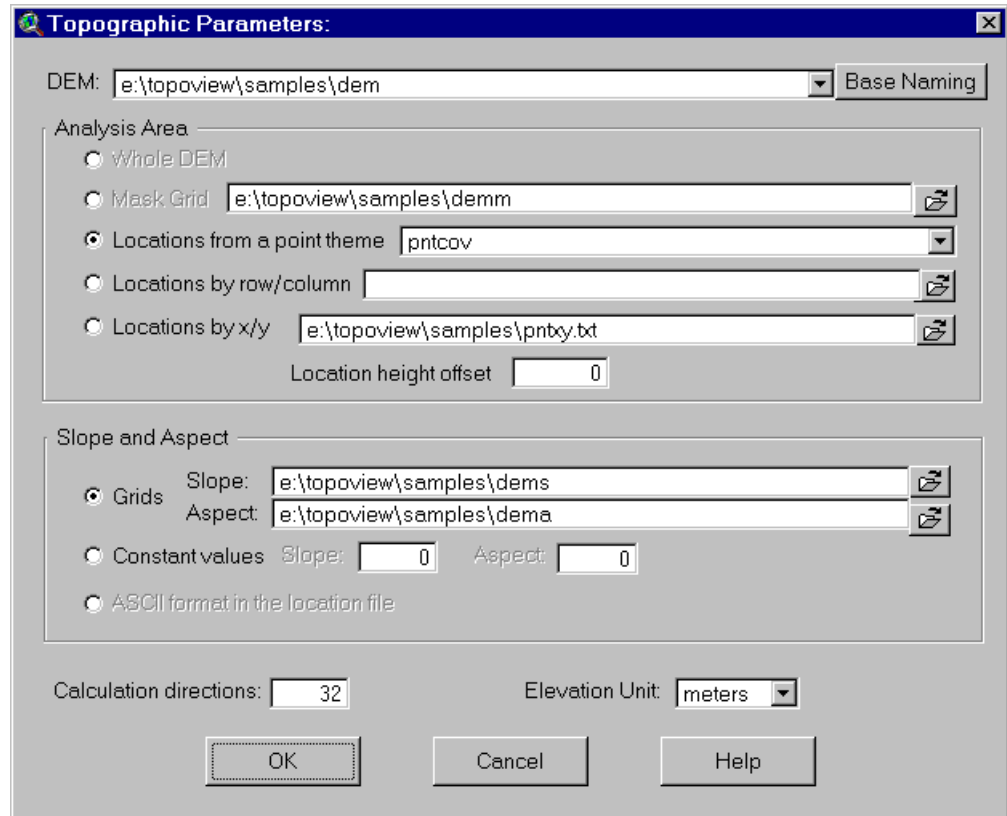 Topographic Parameters:
DEM: e:\topoview\samples\dem Base Naming
Analysis Area
Whole DEM
Mask Grid e:\topoview\samples\demm
Locations from a point theme pntcov
Locations by row/column
Locations by x/y e:\topoview\samples\pntxy.txt
Location height offset 0
Slope and Aspect
Grids Slope: e:\topoview\samples\dems
Aspect: e:\topoview\samples\dema
Constant values Slope: 0 Aspect: 0
ASCII format in the location file
Calculation directions: 32 Elevation Unit: meters
OK Cancel Help